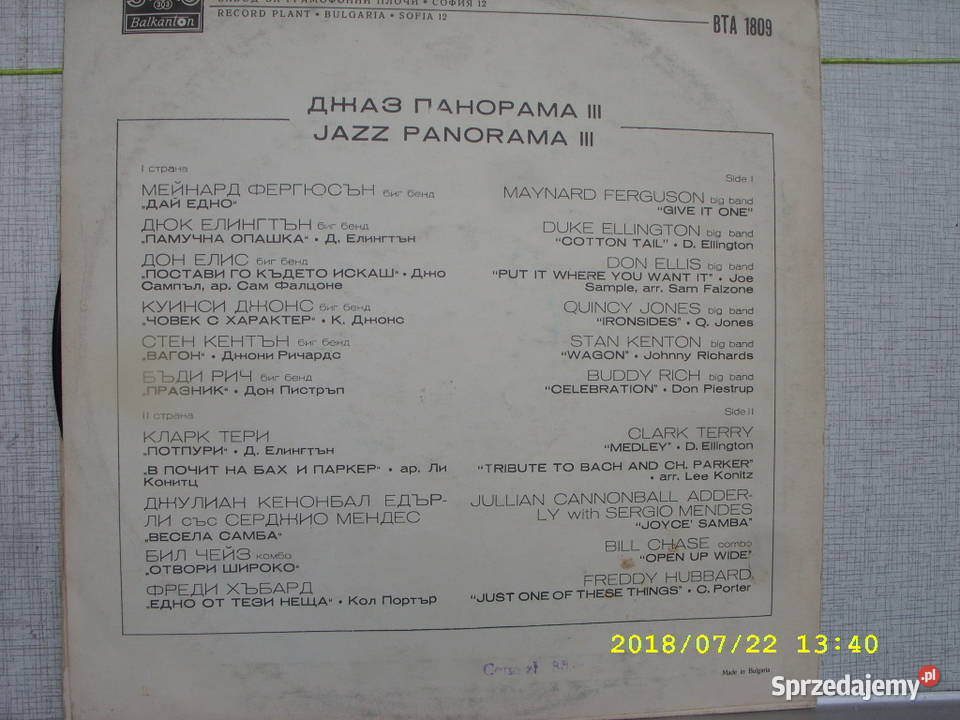 303
Balkanton
ЗАВОД ЗА ГРАМОФОННИ ПЛОЧИ • СОФИЯ 12
RECORD PLANT • BULGARIA • SOFIA 12
ВТА 1809
ДЖАЗ ПАНОРАМА III
JAZZ PANORAMA III
I страна
МЕЙНАРД ФЕРГЮСЪН биг бенд
„ДАЙ ЕДНО“
ДЮК ЕЛИНГТЪН биг бенд
„ПАМУЧНА ОПАШКА“ • Д. Елингтън
ДОН ЕЛИС биг бенд
„ПОСТАВИ ГО КЪДЕТО ИСКАШ“ • Джо
Сампъл, ар. Сам Фалцоне
КУИНСИ ДЖОНС биг бенд
„ЧОВЕК С ХАРАКТЕР“ • К. Джонс
СТЕН КЕНТЪН биг бенд
„ВАГОН“ • Джони Ричардс
БЪДИ РИЧ биг бенд
„ПРАЗНИК“ • Дон Пистръп
II страна
КЛАРК ТЕРИ
„ПОТПУРИ“ • Д. Елингтън
„В ПОЧИТ НА БАХ И ПАРКЕР“ • ар. Ли
Конитц
ДЖУЛИАН КЕНОНБАЛ ЕДЪР-
ЛИ със СЕРДЖИО МЕНДЕС
„ВЕСЕЛА САМБА“
БИЛ ЧЕЙЗ комбо
„ОТВОРИ ШИРОКО“
ФРЕДИ ХЪБАРД
„ЕДНО ОТ ТЕЗИ НЕЩА“ • Кол Портър
Side I
MAYNARD FERGUSON big band
“GIVE IT ONE”
DUKE ELLINGTON big band
“COTTON TAIL” • D. Ellington
DON ELLIS big band
“PUT IT WHERE YOU WANT IT” • Joe
Sample, arr. Sam Falzone
QUINCY JONES big band
“IRONSIDES” • Q. Jones
STAN KENTON big band
“WAGON” • Johnny Richards
BUDDY RICH big band
“CELEBRATION” • Don Piestrup
Side II
CLARK TERRY
“MEDLEY” • D. Ellington
“TRIBUTE TO BACH AND CH. PARKER”
• arr. Lee Konitz
JULLIAN CANNONBALL ADDER-
LY with SERGIO MENDES
“JOYCE’ SAMBA”
BILL CHASE combo
“OPEN UP WIDE”
FREDDY HUBBARD
“JUST ONE OF THESE THINGS” • C. Porter
2018/07/22 13:40
Made in Bulgaria
Sprzedajemy.pl